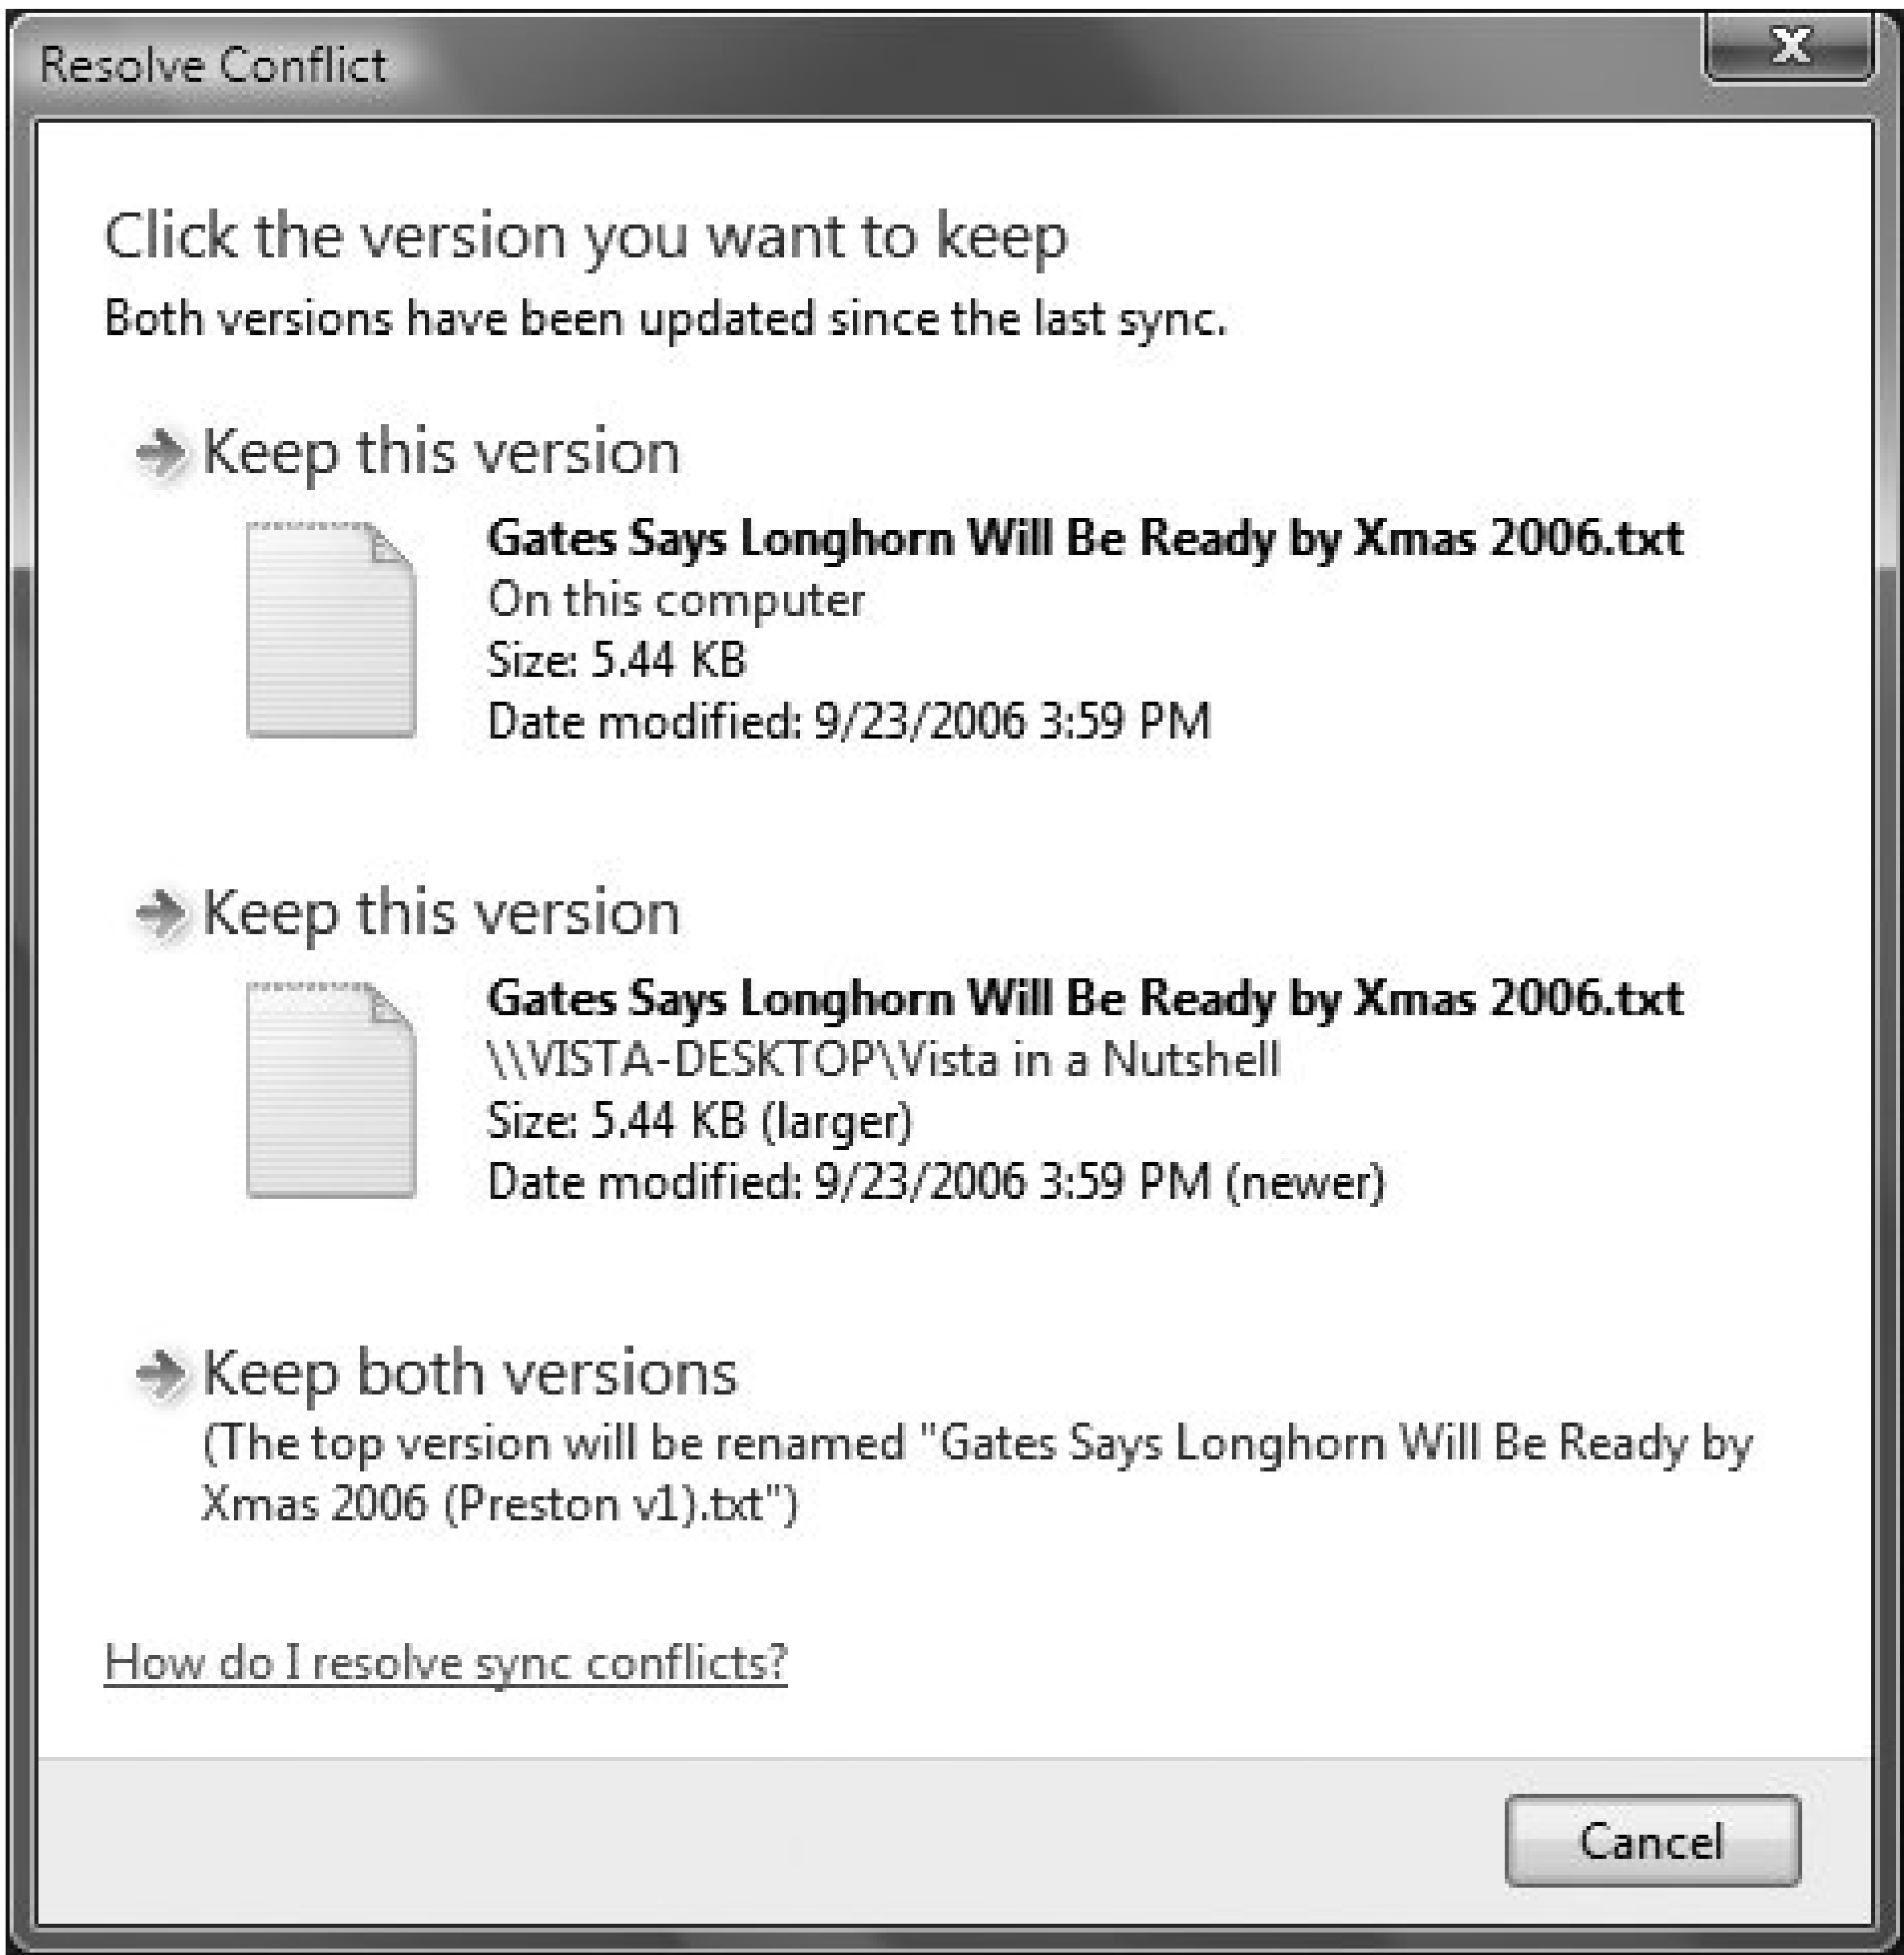 Resolve Conflict
X
Click the version you want to keep
Both versions have been updated since the last sync.
Keep this version
Gates Says Longhorn Will Be Ready by Xmas 2006.txt
On this computer
Size: 5.44 KB
Date modified: 9/23/2006 3:59 PM
Keep this version
Gates Says Longhorn Will Be Ready by Xmas 2006.txt
\\VISTA-DESKTOP\Vista in a Nutshell
Size: 5.44 KB (larger)
Date modified: 9/23/2006 3:59 PM (newer)
Keep both versions
(The top version will be renamed "Gates Says Longhorn Will Be Ready by
Xmas 2006 (Preston v1).txt")
How do I resolve sync conflicts?
Cancel